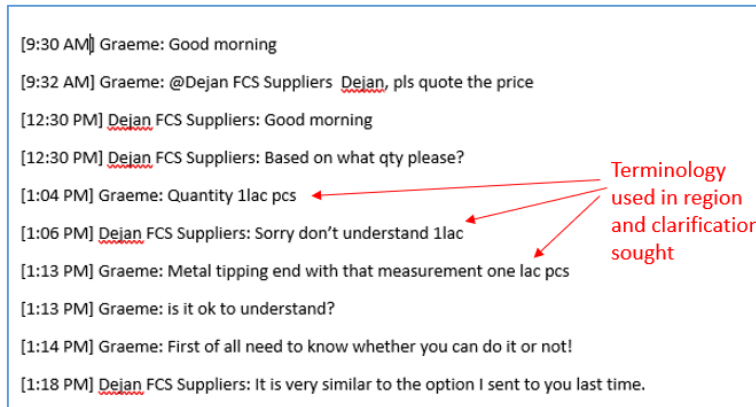 [9:30 AM] Graeme: Good morning
[9:32 AM] Graeme: @Dejan FCS Suppliers  Dejan, pls quote the price
[12:30 PM] Dejan FCS Suppliers: Good morning
[12:30 PM] Dejan FCS Suppliers: Based on what qty please?
[1:04 PM] Graeme: Quantity 1lac pcs
[1:06 PM] Dejan FCS Suppliers: Sorry don’t understand 1lac
[1:13 PM] Graeme: Metal tipping end with that measurement one lac pcs
[1:13 PM] Graeme: is it ok to understand?
[1:14 PM] Graeme: First of all need to know whether you can do it or not!
[1:18 PM] Dejan FCS Suppliers: It is very similar to the option I sent to you last time.
Terminology
used in region
and clarification
sought